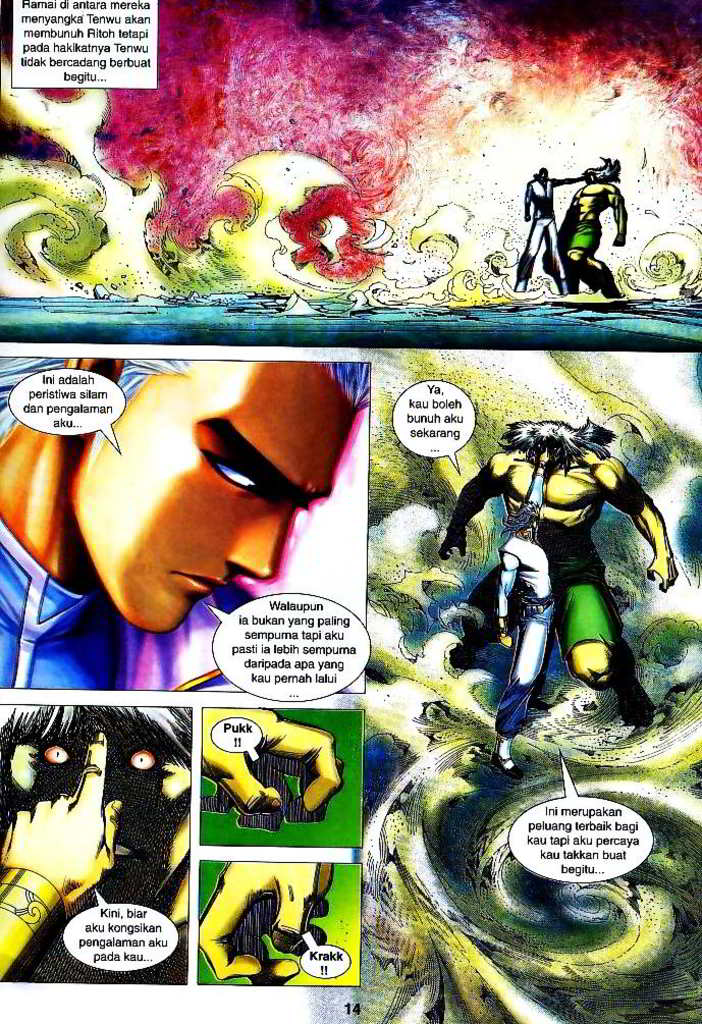 Ramai di antara mereka
menyangka Tenwu akan
membunuh Ritoh tetapi
pada hakikatnya Tenwu
tidak bercadang berbuat
begitu...
Ini adalah
peristiwa silam
dan pengalaman
aku...
Walaupun
ia bukan yang paling
sempurna tapi aku
pasti ia lebih sempurna
daripada apa yang
kau pernah lalui
...
Ya,
kau boleh
bunuh aku
sekarang
...
Ini merupakan
peluang terbaik bagi
kau tapi aku percaya
kau takkan buat
begitu...
Kini, biar
aku kongsikan
pengalaman aku
pada kau...
Pukk
!!
Krakk
!!
14